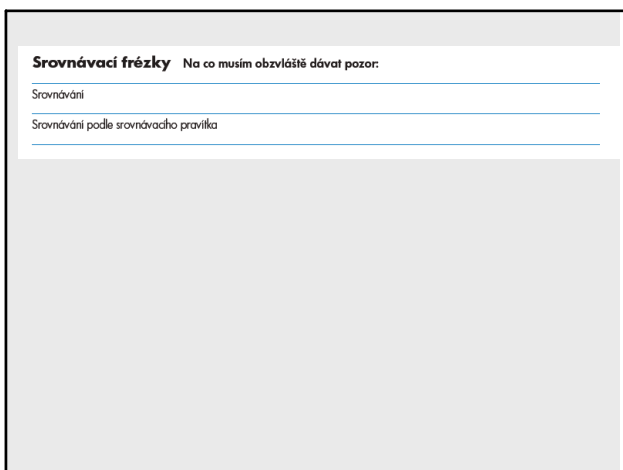 Srovnávací frézky Na co musím obzvláště dávat pozor:
Srovnávání
Srovnávání podle srovnávacího pravítka